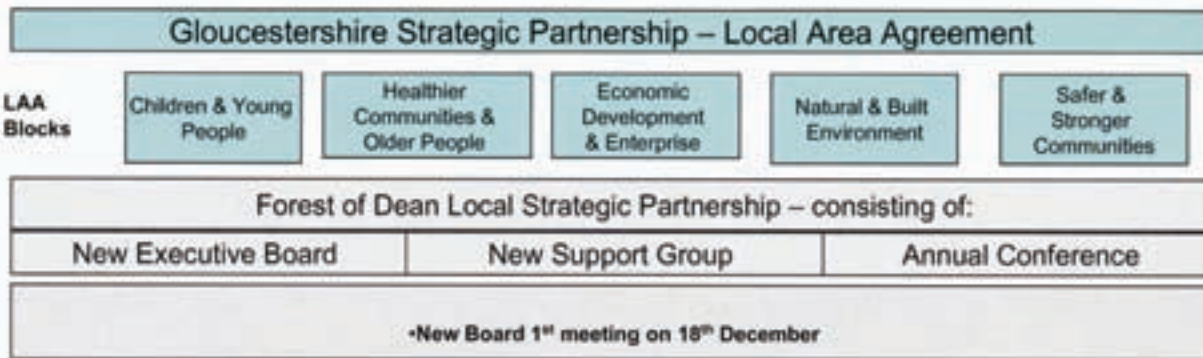 Gloucestershire Strategic Partnership – Local Area Agreement
LAA
Blocks
Children & Young
People
Healthier
Communities &
Older People
Economic
Development
& Enterprise
Natural & Built
Environment
Safer &
Stronger
Communities
Forest of Dean Local Strategic Partnership – consisting of:
New Executive Board
New Support Group
Annual Conference
•New Board 1st meeting on 18th December